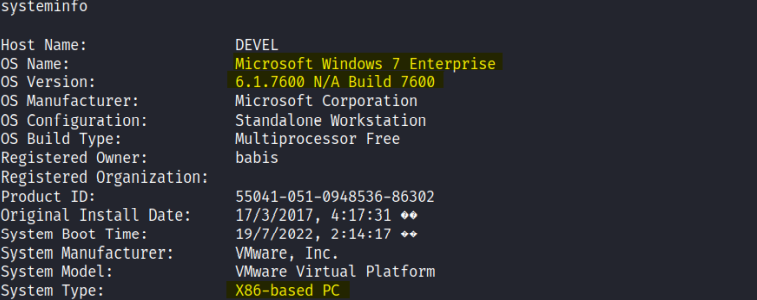 systeminfo
Host Name: DEVEL
OS Name: Microsoft Windows 7 Enterprise
OS Version: 6.1.7600 N/A Build 7600
OS Manufacturer: Microsoft Corporation
OS Configuration: Standalone Workstation
OS Build Type: Multiprocessor Free
Registered Owner: babis
Registered Organization:
Product ID: 55041-051-0948536-86302
Original Install Date: 17/3/2017, 4:17:31 ��
System Boot Time: 19/7/2022, 2:14:17 ��
System Manufacturer: VMware, Inc.
System Model: VMware Virtual Platform
System Type: X86-based PC